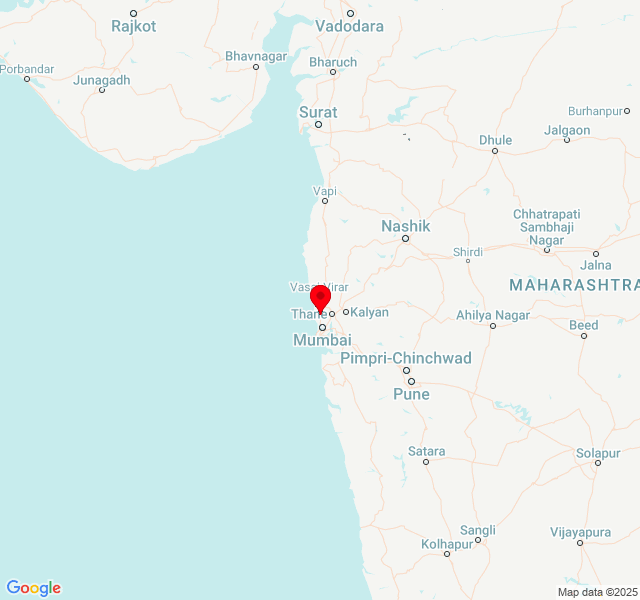 Rajkot
Vadodara
Bhavnagar
Bharuch
Porbandar
Junagadh
Surat
Burhanpur
Jalgaon
Dhule
Vapi
Chhatrapati
Sambhaji
Nagar
Nashik
Shirdi
Jalna
MAHARASHTRA
Vasai Virar
Thane
Kalyan
Ahilya Nagar
Beed
Mumbai
Pimpri-Chinchwad
Pune
Satara
Solapur
Sangli
Vijayapura
Kolhapur
Google
Map data ©2025